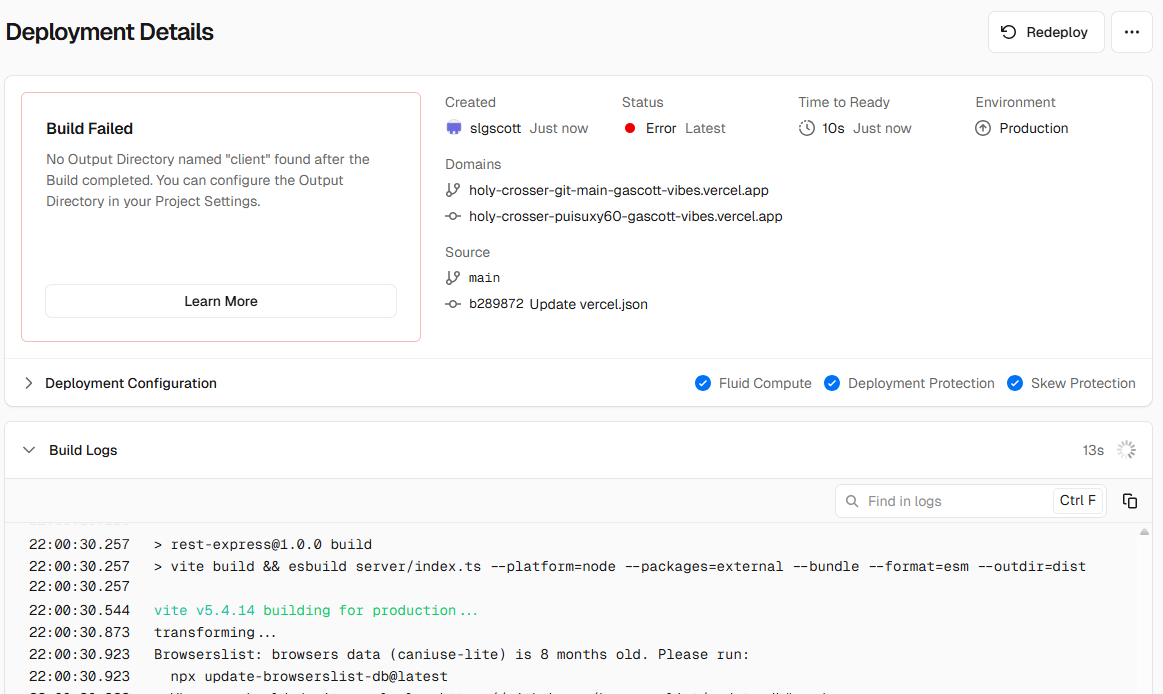 Deployment Details
Redeploy
Build Failed
No Output Directory named "client" found after the
Build completed. You can configure the Output
Directory in your Project Settings.
Learn More
Created
slgscott Just now
Status
Error Latest
Time to Ready
10s Just now
Environment
Production
Domains
holy-crosser-git-main-gascott-vibes.vercel.app
holy-crosser-puisuxy60-gascott-vibes.vercel.app
Source
main
b289872 Update vercel.json
Deployment Configuration
Fluid Compute
Deployment Protection
Skew Protection
Build Logs
13s
Find in logs
Ctrl F
22:00:30.257 > rest-express@1.0.0 build
22:00:30.257 > vite build && esbuild server/index.ts --platform=node --packages=external --bundle --format=esm --outdir=dist
22:00:30.257
22:00:30.544 vite v5.4.14 building for production...
22:00:30.873 transforming...
22:00:30.923 Browserslist: browsers data (caniuse-lite) is 8 months old. Please run:
22:00:30.923 npx update-browserslist-db@latest